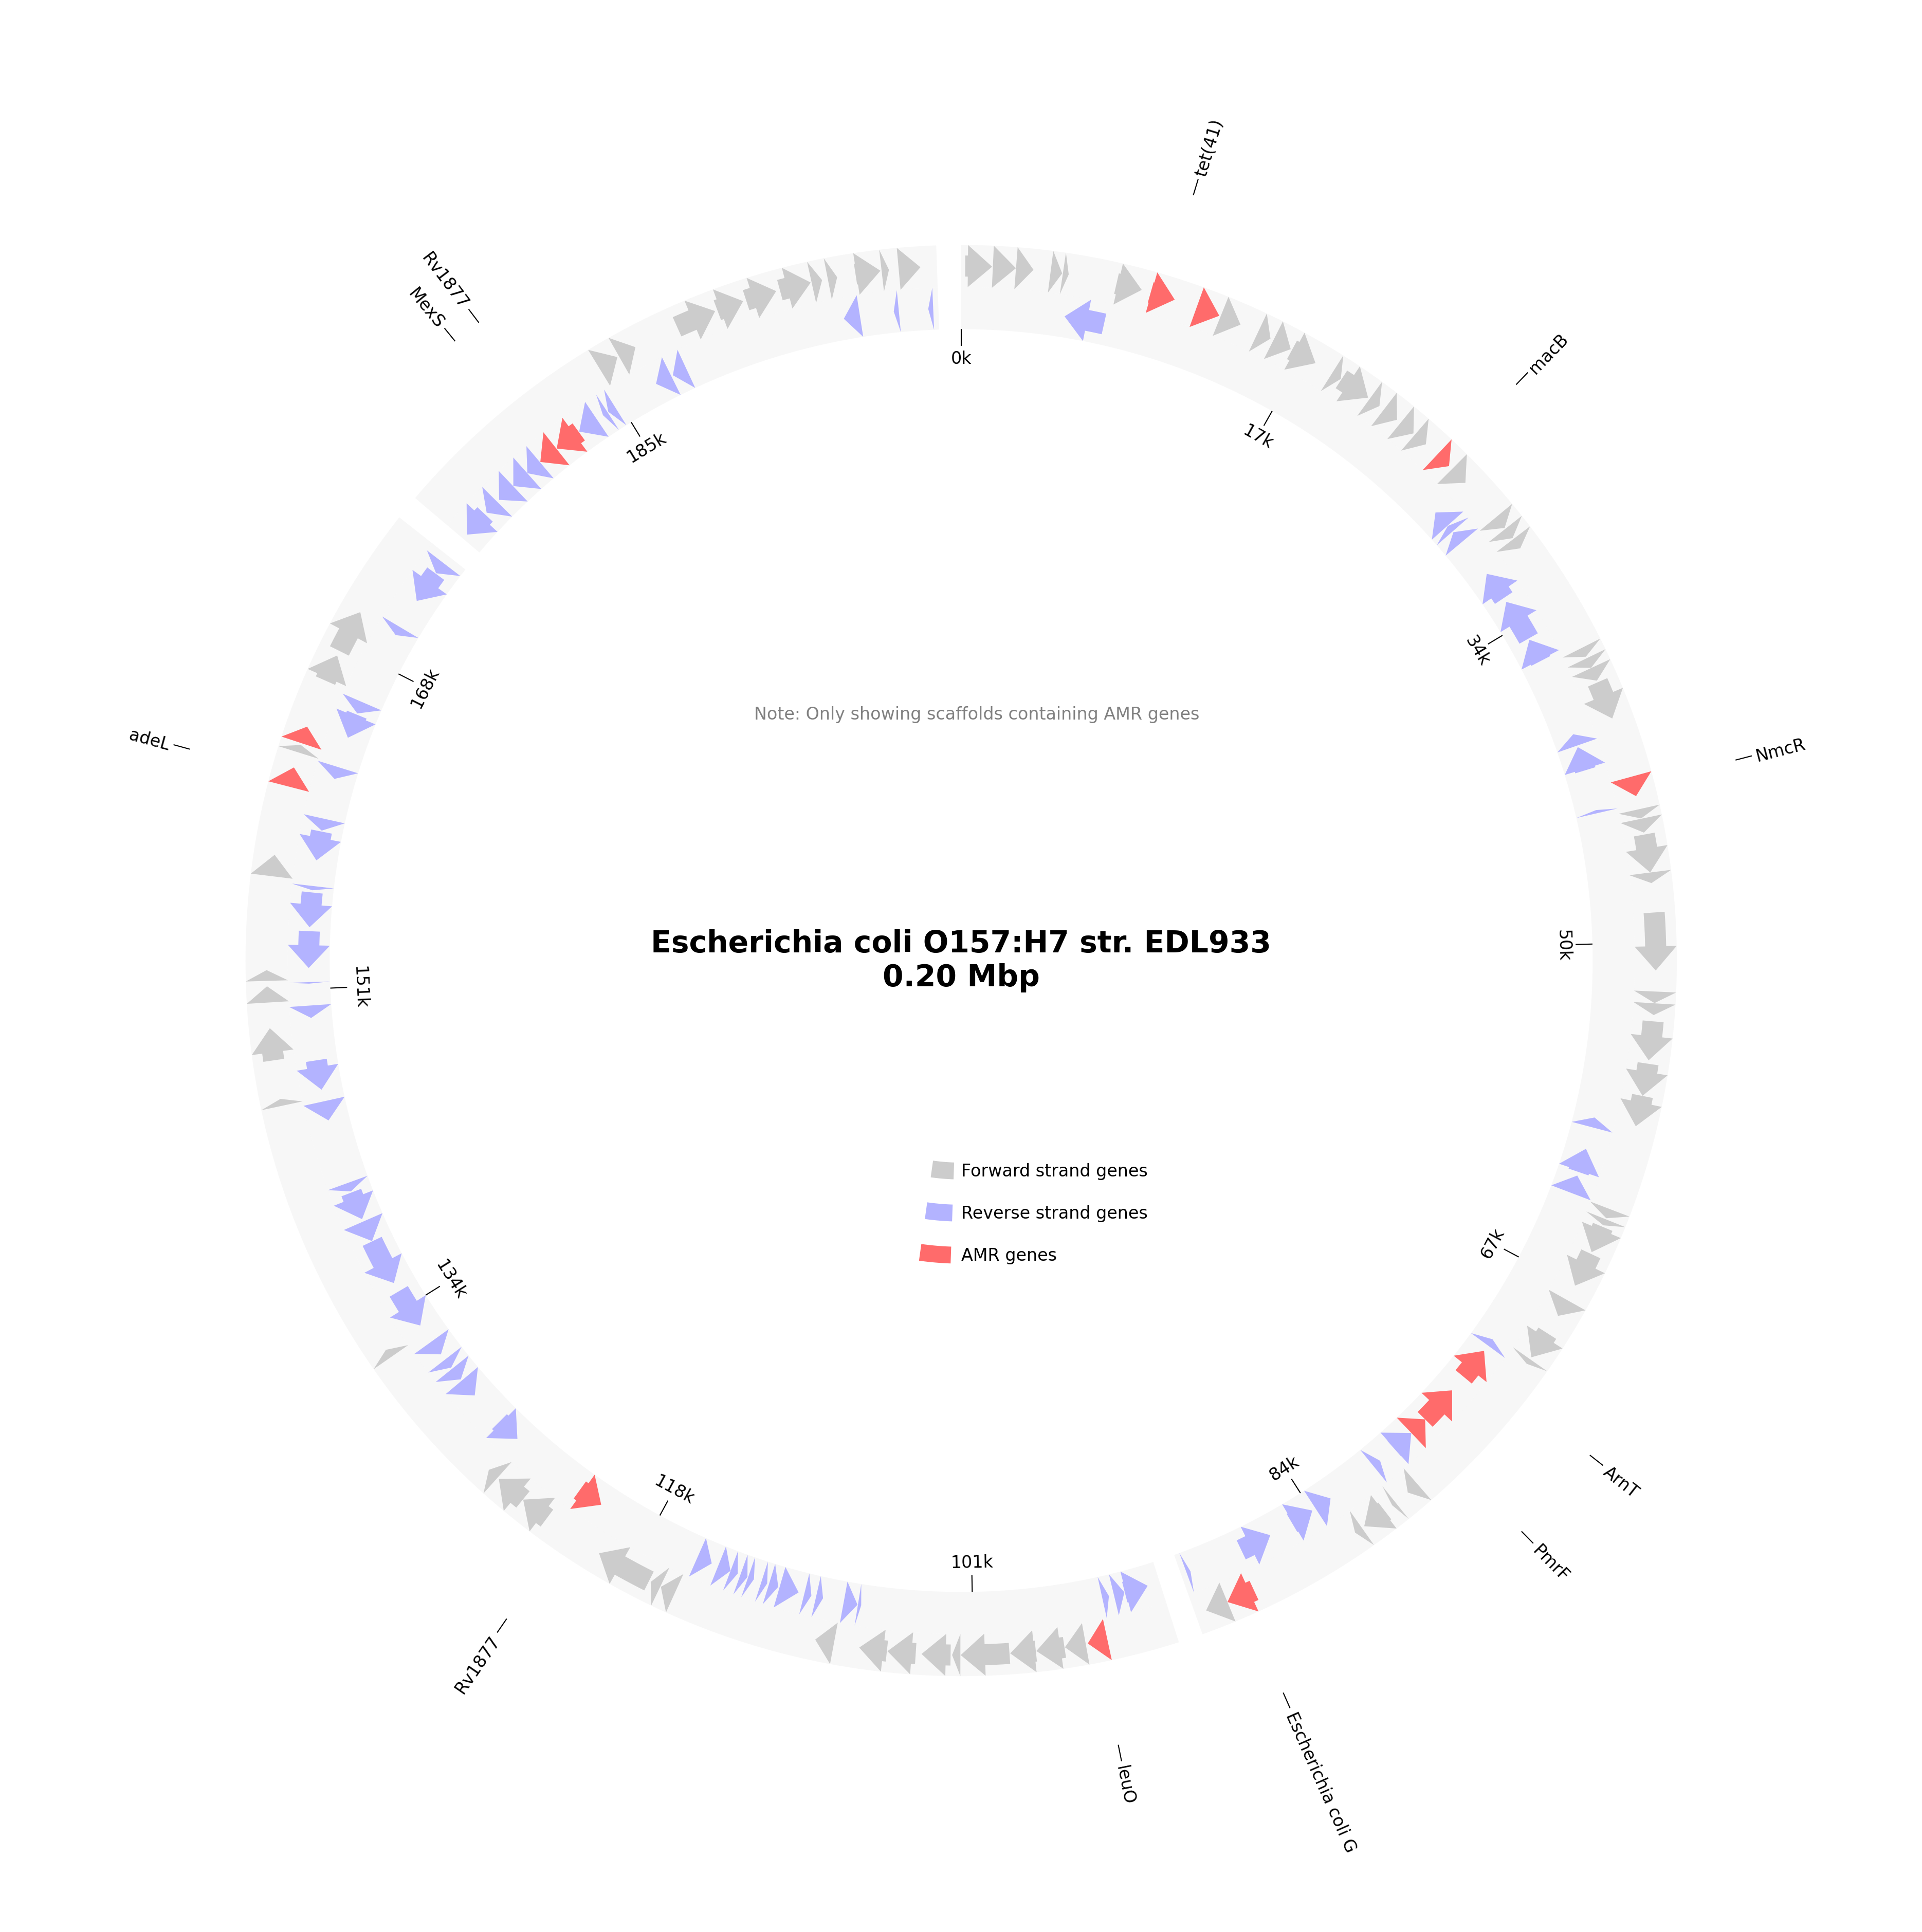 tet(41)
macB
Rv1877
MexS
0k
17k
185k
34k
168k
Note: Only showing scaffolds containing AMR genes
adeL
NmcR
Escherichia coli O157:H7 str. EDL933
0.20 Mbp
50k
151k
Forward strand genes
Reverse strand genes
AMR genes
67k
134k
ArnT
84k
118k
PmrF
101k
Rv1877
Escherichia coli G
leuO